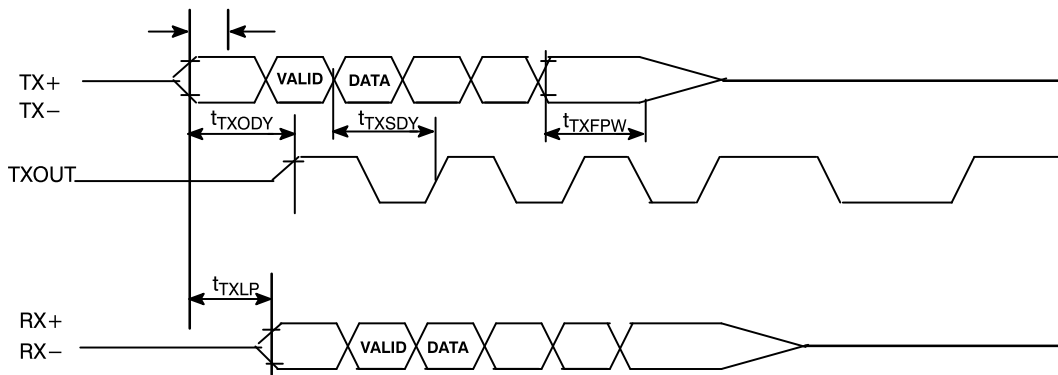 TX+
TX−
VALID
DATA
tTXODY
tTXSDY
tTXFPW
TXOUT
tTXLP
RX+
RX−
VALID
DATA